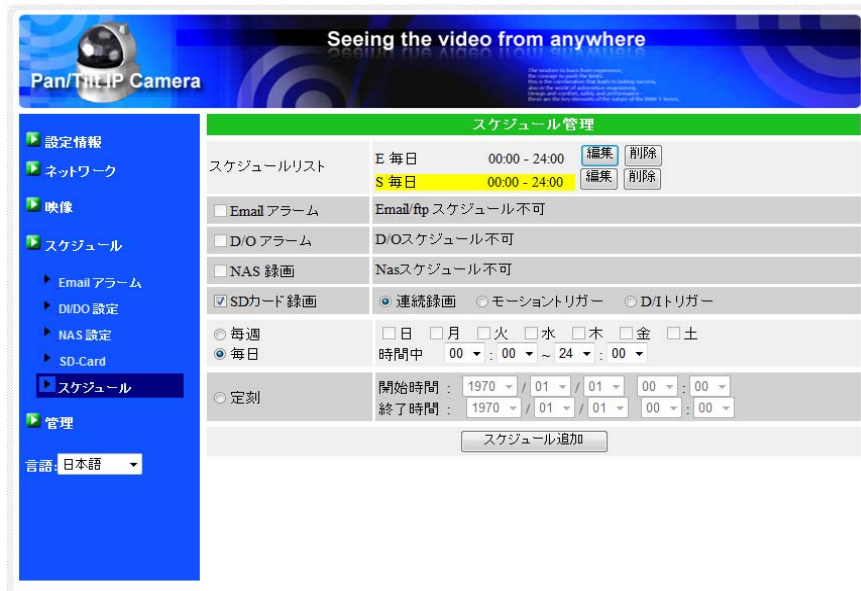 Seeing the video from anywhere
Pan/Tilt IP Camera
設定情報
ネットワーク
映像
スケジュール
Email アラーム
DI/DO 設定
NAS 設定
SD-Card
スケジュール
管理
言語: 日本語
スケジュール管理
スケジュールリスト
E 毎日 00:00 - 24:00 編集 削除
S 毎日 00:00 - 24:00 編集 削除
Email アラーム Email/ftp スケジュール不可
D/O アラーム D/Oスケジュール不可
NAS 録画 Nasスケジュール不可
SDカード録画 連続録画 モーショントリガー D/Iトリガー
毎週 日 月 火 水 木 金 土
毎日 時間中 00 : 00 ~ 24 : 00
定刻
開始時間 : 1970 / 01 / 01 00 : 00
終了時間 : 1970 / 01 / 01 00 : 00
スケジュール追加